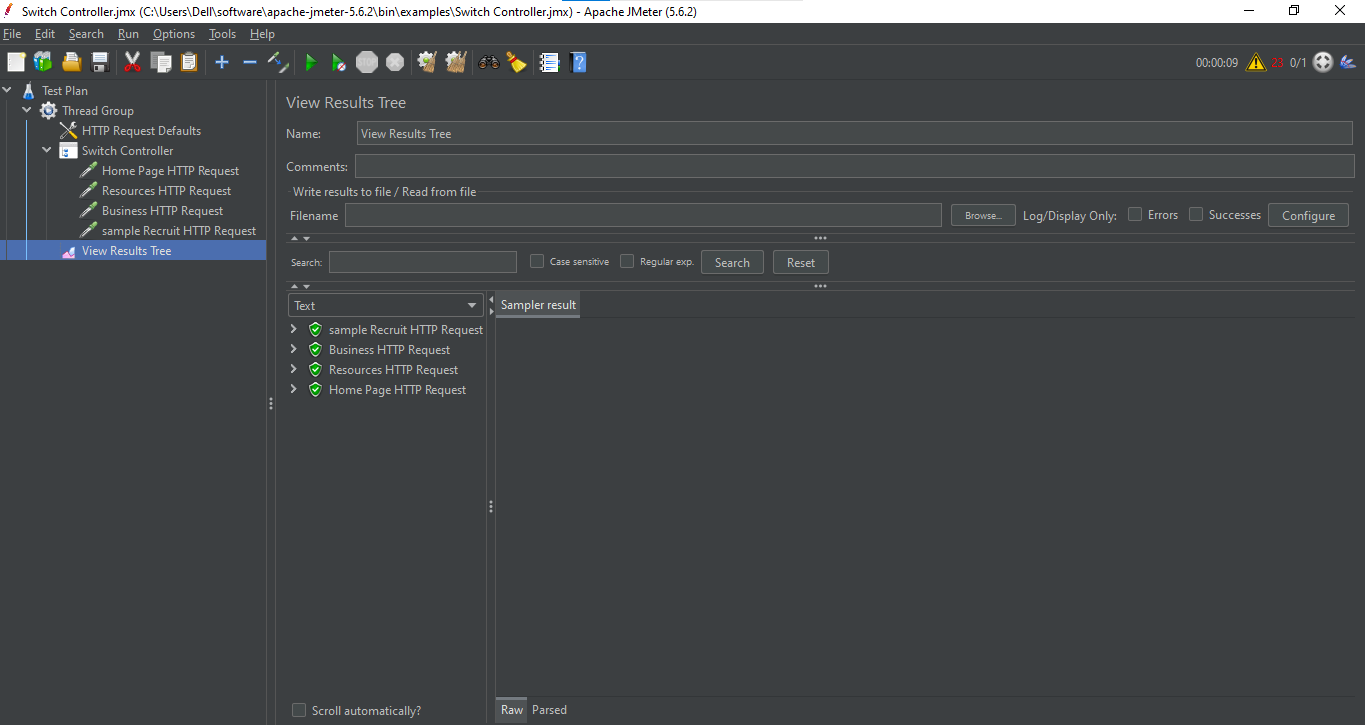 Switch Controller.jmx (C:\Users\Dell\software\apache-jmeter-5.6.2\bin\examples\Switch Controller.jmx) - Apache JMeter (5.6.2)
File Edit Search Run Options Tools Help
STOP
00:00:09 23 0/1
Test Plan
Thread Group
HTTP Request Defaults
Switch Controller
Home Page HTTP Request
Resources HTTP Request
Business HTTP Request
sample Recruit HTTP Request
View Results Tree
View Results Tree
Name: View Results Tree
Comments:
Write results to file / Read from file
Filename Browse... Log/Display Only: Errors Successes Configure
Search: Case sensitive Regular exp. Search Reset
Text
sample Recruit HTTP Request
Business HTTP Request
Resources HTTP Request
Home Page HTTP Request
Scroll automatically?
Sampler result
Raw Parsed